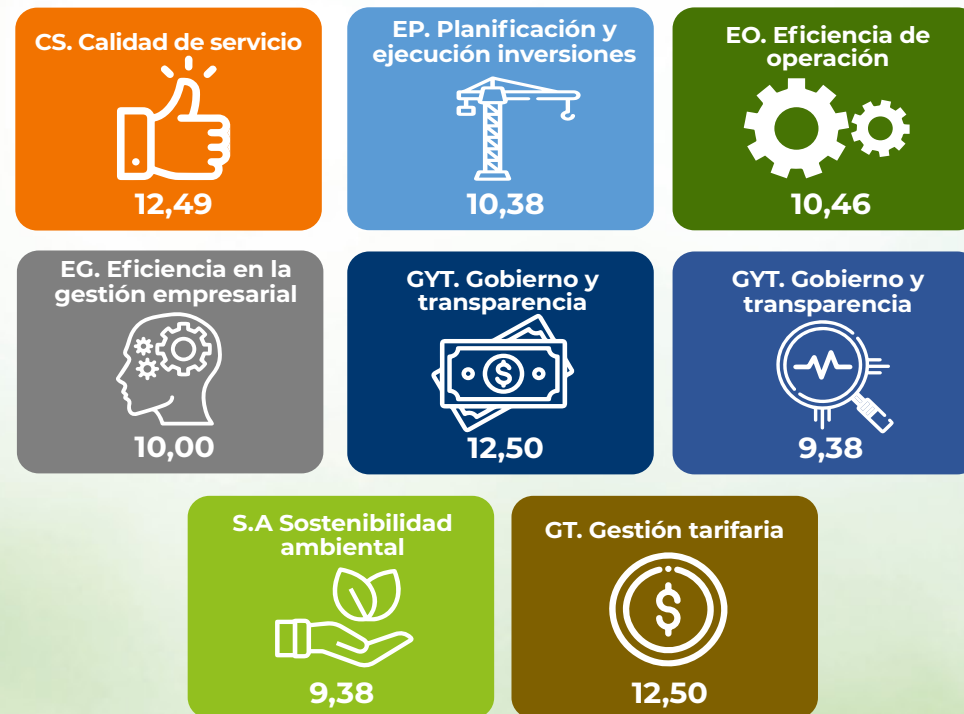 CS. Calidad de servicio
12,49
EP. Planificación y
ejecución inversiones
10,38
EO. Eficiencia de
operación
10,46
EG. Eficiencia en la
gestión empresarial
10,00
GYT. Gobierno y
transparencia
$
12,50
GYT. Gobierno y
transparencia
9,38
S.A Sostenibilidad
ambiental
9,38
GT. Gestión tarifaria
$
12,50